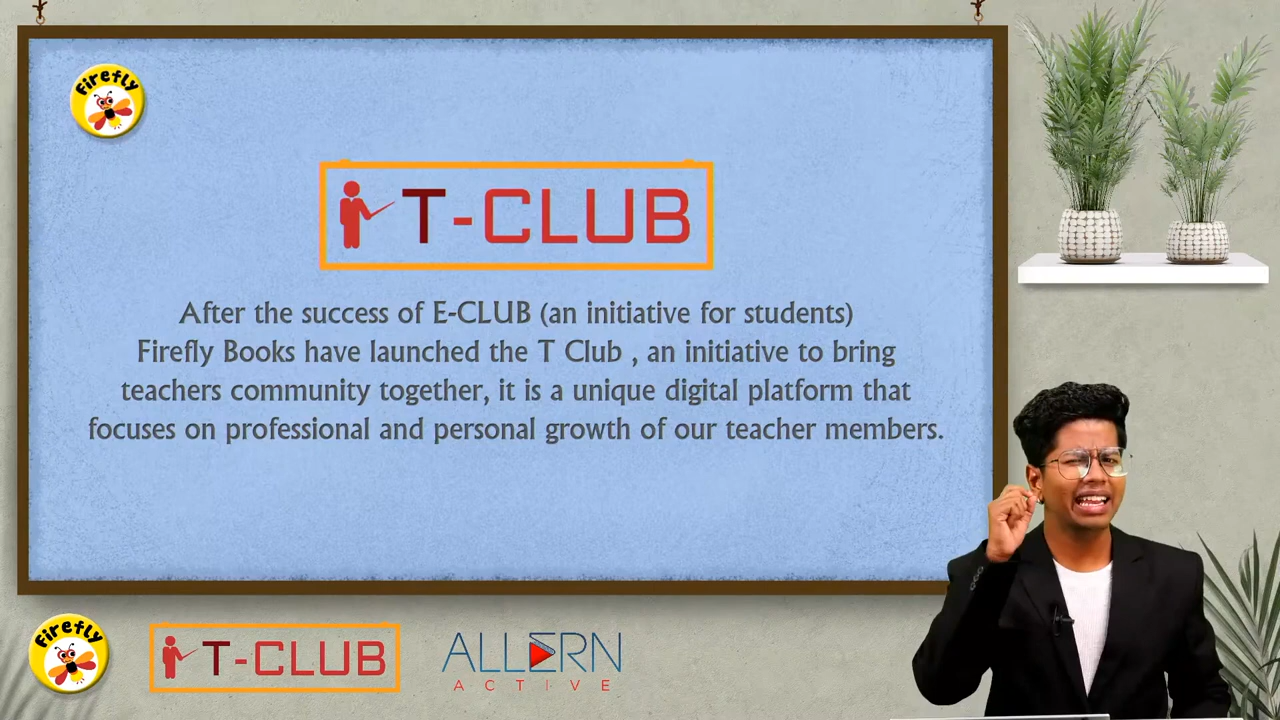 Firefly
T-CLUB
After the success of E-CLUB (an initiative for students)
Firefly Books have launched the T Club , an initiative to bring
teachers community together, it is a unique digital platform that
focuses on professional and personal growth of our teacher members.
Firefly
T-CLUB
ALLERN
ACTIVE